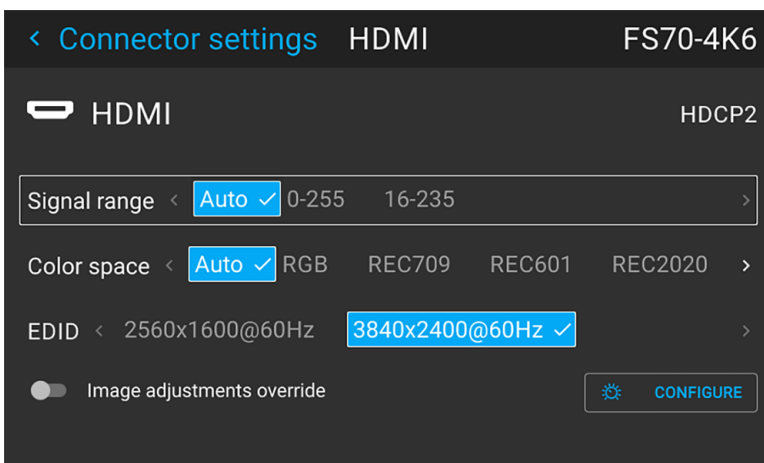 Connector settings HDMI FS70-4K6
HDMI HDCP2
Signal range Auto 0-255 16-235
Color space Auto RGB REC709 REC601 REC2020
EDID 2560x1600@60Hz 3840x2400@60Hz
Image adjustments override CONFIGURE